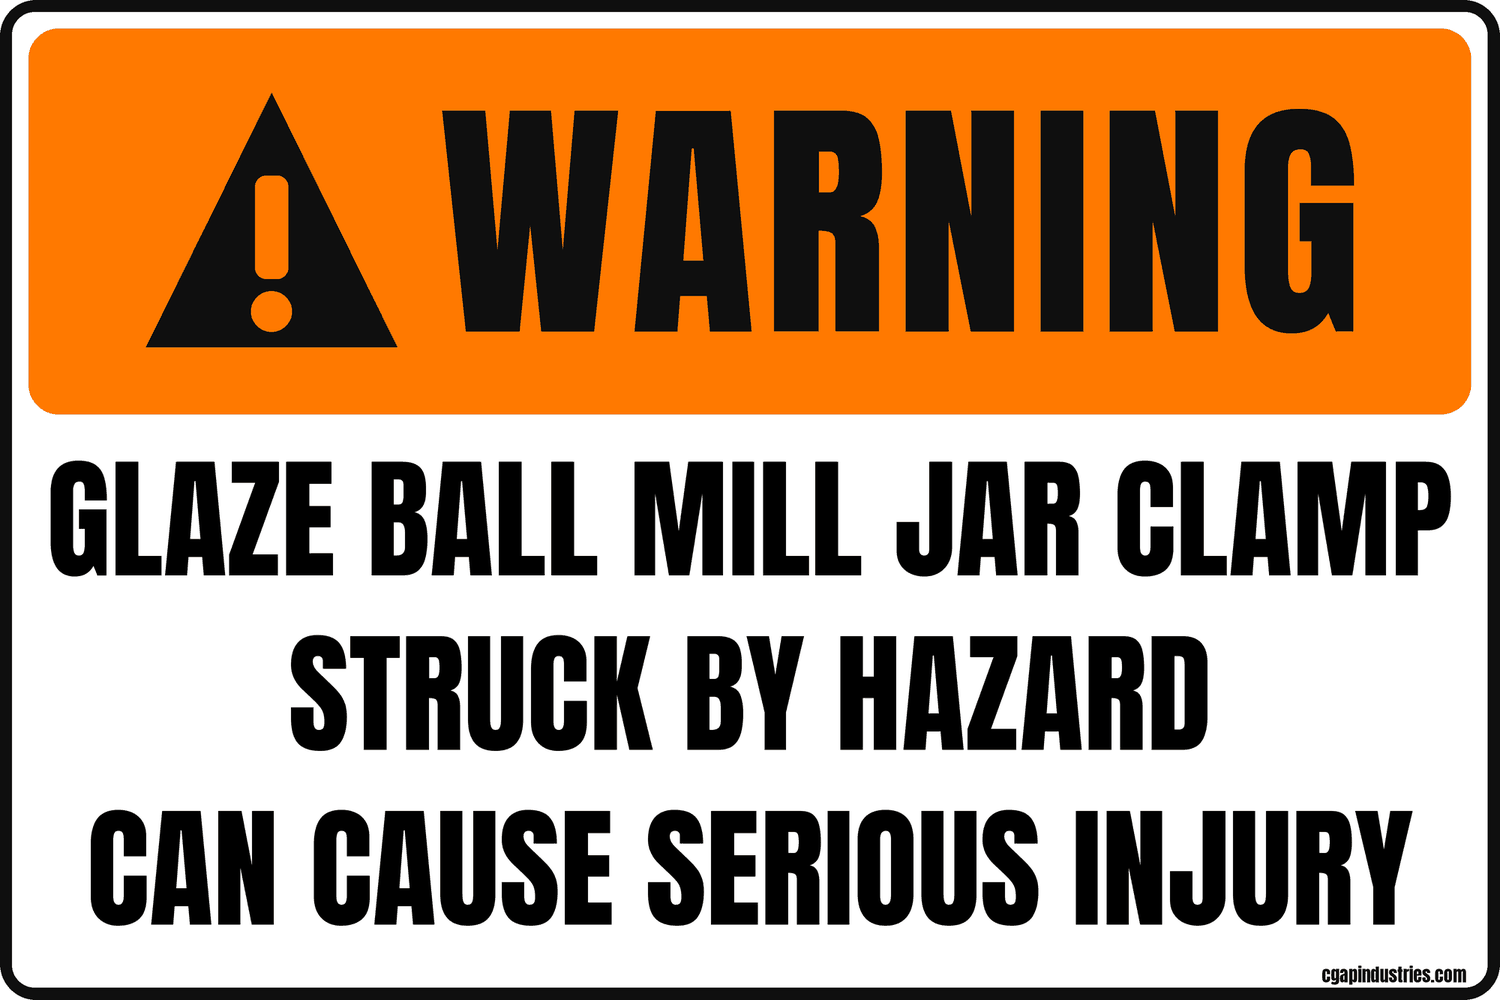 WARNING
GLAZE BALL MILL JAR CLAMP
STRUCK BY HAZARD
CAN CAUSE SERIOUS INJURY
cgapindustries.com